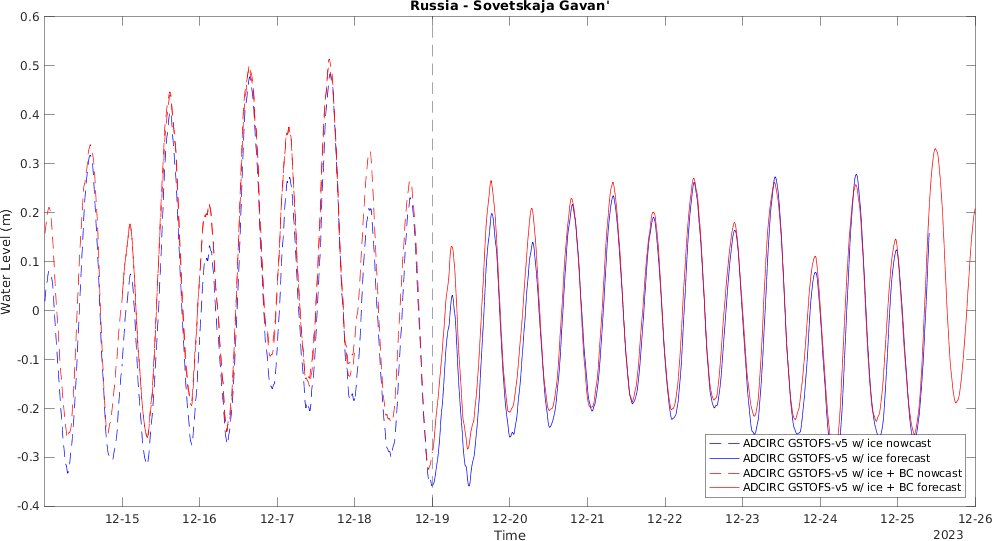 Russia - Sovetskaja Gavan'
Water Level (m)
0.6
0.5
0.4
0.3
0.2
0.1
0
-0.1
-0.2
-0.3
-0.4
ADCIRC GSTOFS-v5 w/ ice nowcast
ADCIRC GSTOFS-v5 w/ ice forecast
ADCIRC GSTOFS-v5 w/ ice + BC nowcast
ADCIRC GSTOFS-v5 w/ ice + BC forecast
12-15 12-16 12-17 12-18 12-19 12-20 12-21 12-22 12-23 12-24 12-25 12-26
Time
2023